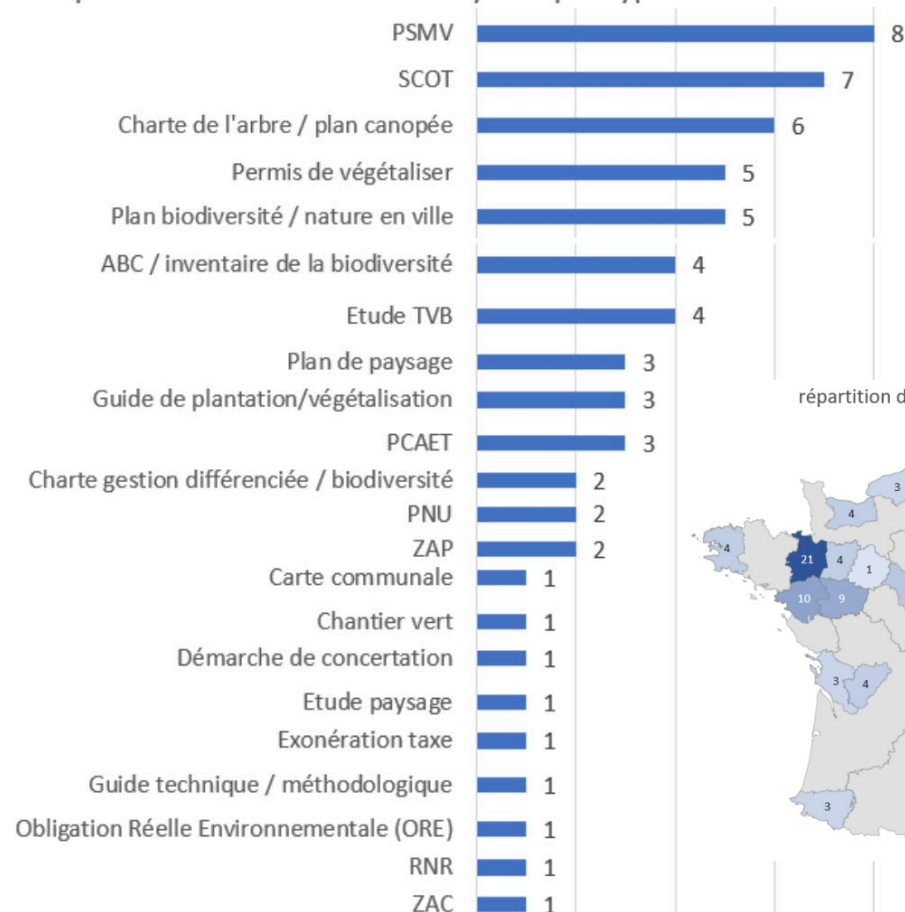 PSMV 8
SCOT 7
Charte de l'arbre / plan canopée 6
Permis de végétaliser 5
Plan biodiversité / nature en ville 5
ABC / inventaire de la biodiversité 4
Etude TVB 4
Plan de paysage 3
Guide de plantation/végétalisation 3
PCAET 3
Charte gestion différenciée / biodiversité 2
PNU 2
ZAP 2
Carte communale 1
Chantier vert 1
Démarche de concertation 1
Etude paysage 1
Exonération taxe 1
Guide technique / méthodologique 1
Obligation Réelle Environnementale (ORE) 1
RNR 1
ZAC 1
répartition d
3
4
4
21
4
1
10
9
3
4
3